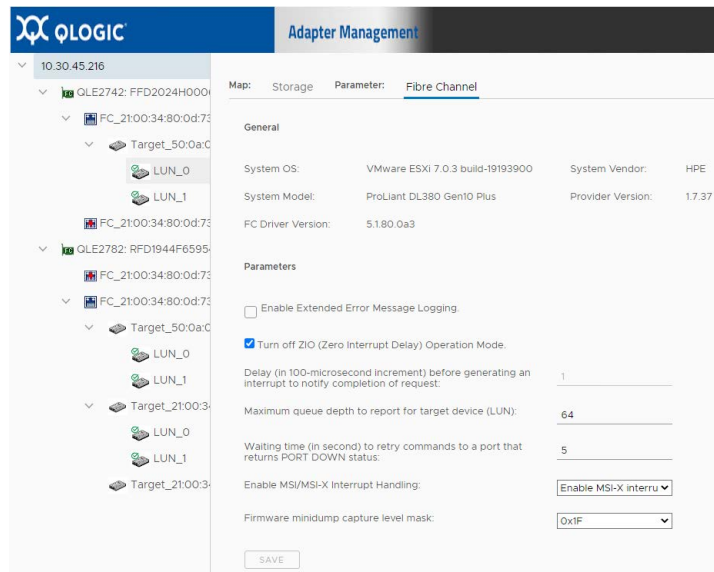 QLOGIC
Adapter Management
10.30.45.216
QLE2742: FFD2024H000
FC_21:00:34:80:0d:73
Target_50:0a:0
LUN_0
LUN_1
FC_21:00:34:80:0d:73
QLE2782: RFD1944F6595
FC_21:00:34:80:0d:73
FC_21:00:34:80:0d:73
Target_50:0a:0
LUN_0
LUN_1
Target_21:00:3
LUN_0
LUN_1
Target_21:00:3
Map: Storage Parameter: Fibre Channel
General
System OS: VMware ESXi 7.0.3 build-19193900 System Vendor: HPE
System Model: ProLiant DL380 Gen10 Plus Provider Version: 1.7.37
FC Driver Version: 5.1.80.0a3
Parameters
Enable Extended Error Message Logging.
Turn off ZIO (Zero Interrupt Delay) Operation Mode.
Delay (in 100-microsecond increment) before generating an
interrupt to notify completion of request: 1
Maximum queue depth to report for target device (LUN): 64
Waiting time (in second) to retry commands to a port that
returns PORT DOWN status: 5
Enable MSI/MSI-X Interrupt Handling: Enable MSI-X interru
Firmware minidump capture level mask: 0x1F
SAVE